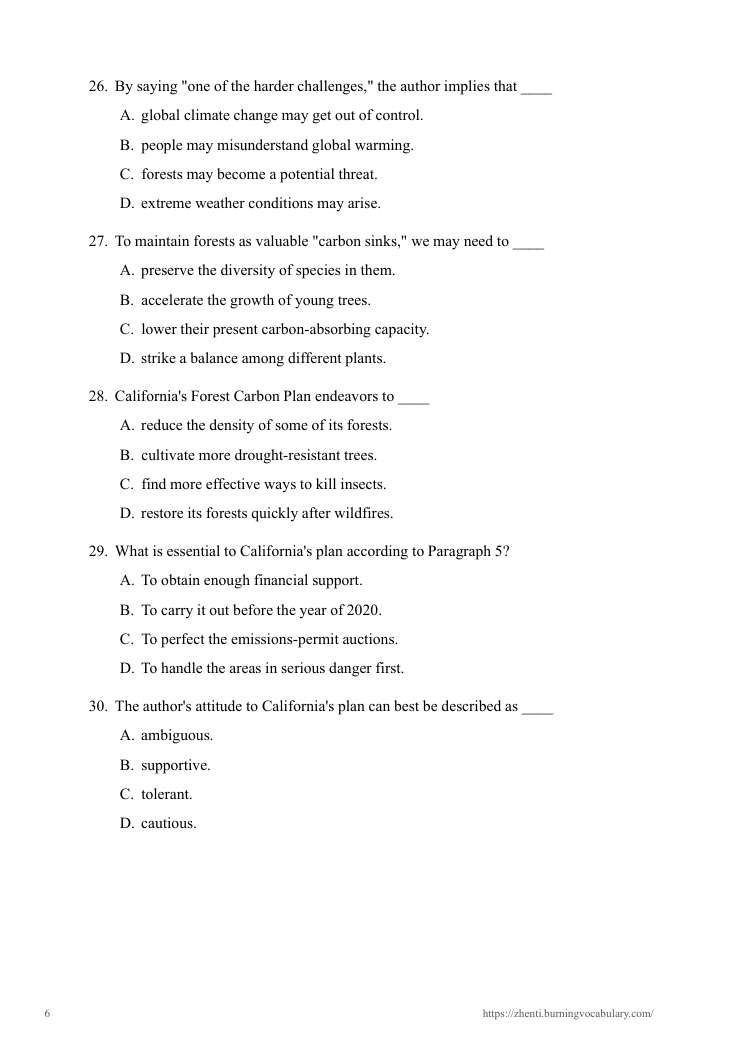 26. By saying "one of the harder challenges," the author implies that ____
A. global climate change may get out of control.
B. people may misunderstand global warming.
C. forests may become a potential threat.
D. extreme weather conditions may arise.
27. To maintain forests as valuable "carbon sinks," we may need to ____
A. preserve the diversity of species in them.
B. accelerate the growth of young trees.
C. lower their present carbon-absorbing capacity.
D. strike a balance among different plants.
28. California's Forest Carbon Plan endeavors to ____
A. reduce the density of some of its forests.
B. cultivate more drought-resistant trees.
C. find more effective ways to kill insects.
D. restore its forests quickly after wildfires.
29. What is essential to California's plan according to Paragraph 5?
A. To obtain enough financial support.
B. To carry it out before the year of 2020.
C. To perfect the emissions-permit auctions.
D. To handle the areas in serious danger first.
30. The author's attitude to California's plan can best be described as ____
A. ambiguous.
B. supportive.
C. tolerant.
D. cautious.
6 https://zhenti.burningvocabulary.com/